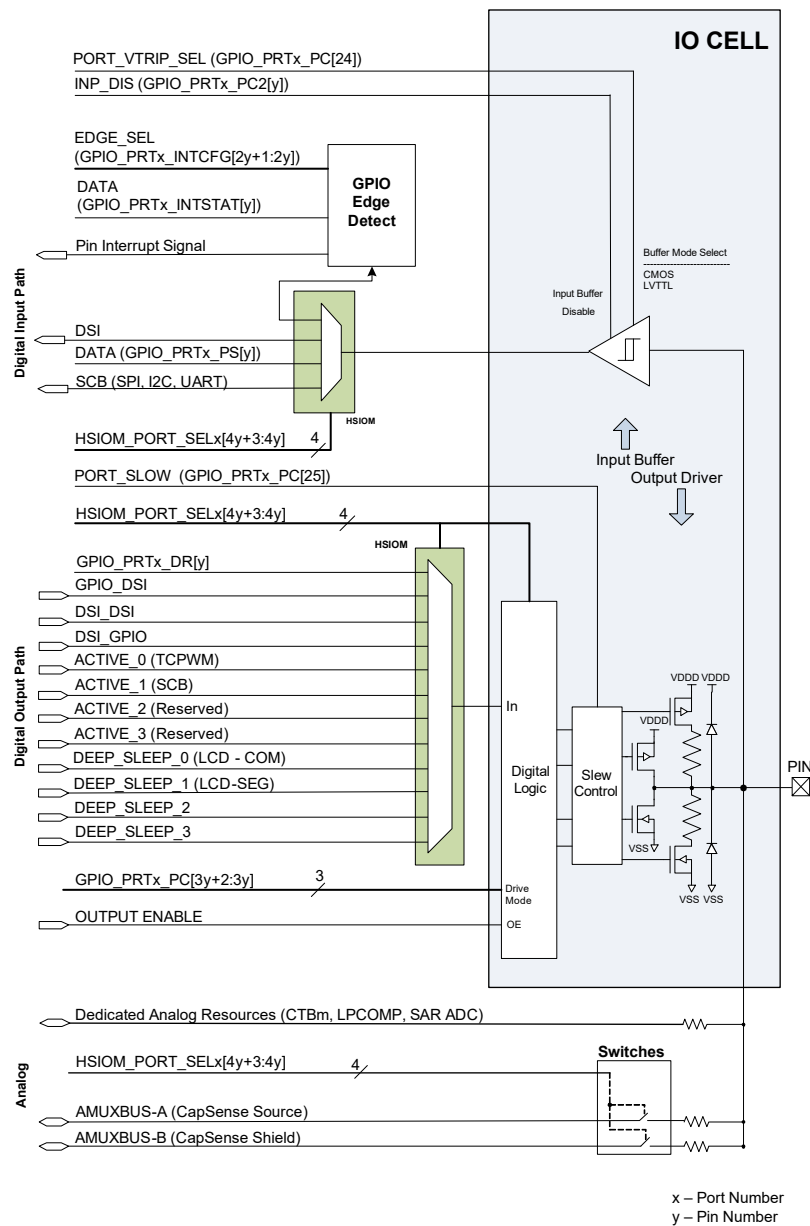 IO CELL
PORT_VTRIP_SEL (GPIO_PRTx_PC[24])
INP_DIS (GPIO_PRTx_PC2[y])
EDGE_SEL
(GPIO_PRTx_INTCFG[2y+1:2y])
DATA
(GPIO_PRTx_INTSTAT[y])
Pin Interrupt Signal
GPIO
Edge
Detect
Buffer Mode Select
CMOS
LVTTL
Input Buffer
Disable
Digital Input Path
DSI
DATA (GPIO_PRTx_PS[y])
SCB (SPI, I2C, UART)
HSIOM
HSIOM_PORT_SELx[4y+3:4y]
4
Input Buffer
Output Driver
PORT_SLOW (GPIO_PRTx_PC[25])
HSIOM_PORT_SELx[4y+3:4y]
4
HSIOM
Digital Output Path
GPIO_PRTx_DR[y]
GPIO_DSI
DSI_DSI
DSI_GPIO
ACTIVE_0 (TCPWM)
ACTIVE_1 (SCB)
ACTIVE_2 (Reserved)
ACTIVE_3 (Reserved)
DEEP_SLEEP_0 (LCD - COM)
DEEP_SLEEP_1 (LCD-SEG)
DEEP_SLEEP_2
DEEP_SLEEP_3
In
Digital
Logic
Slew
Control
VDDD VDDD
VDDD
VSS
VSS VSS
PIN
GPIO_PRTx_PC[3y+2:3y]
3
Drive
Mode
OUTPUT ENABLE
OE
Analog
Dedicated Analog Resources (CTBm, LPCOMP, SAR ADC)
HSIOM_PORT_SELx[4y+3:4y]
4
Switches
AMUXBUS-A (CapSense Source)
AMUXBUS-B (CapSense Shield)
x – Port Number
y – Pin Number